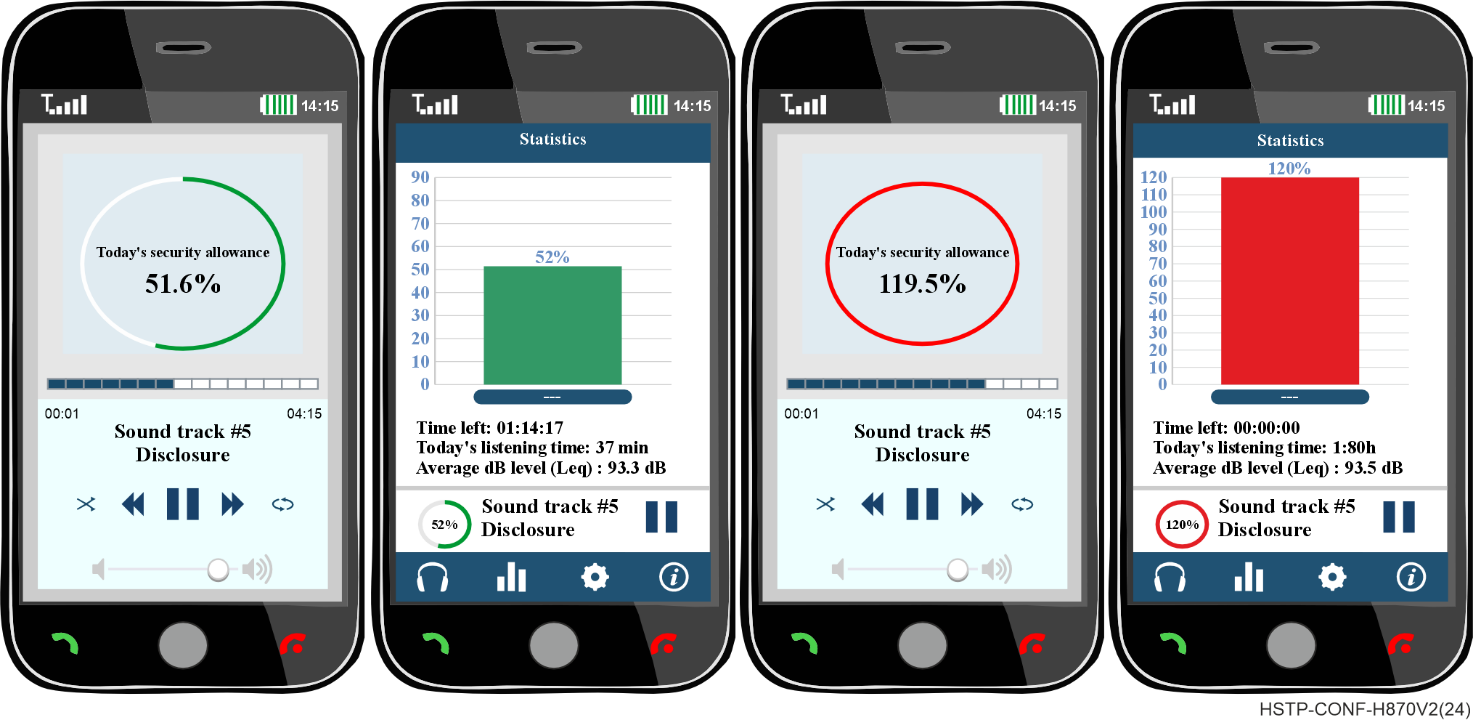 14:15
Today's security allowance
51.6%
00:01 04:15
Sound track #5
Disclosure
14:15
Statistics
90
80
70
60
52%
50
40
30
20
10
0
---
Time left: 01:14:17
Today's listening time: 37 min
Average dB level (Leq) : 93.3 dB
52%
Sound track #5
Disclosure
i
14:15
Today's security allowance
119.5%
00:01 04:15
Sound track #5
Disclosure
14:15
Statistics
120%
120
110
100
90
80
70
60
50
40
30
20
10
0
---
Time left: 00:00:00
Today's listening time: 1:80h
Average dB level (Leq) : 93.5 dB
120%
Sound track #5
Disclosure
i
HSTP-CONF-H870V2(24)